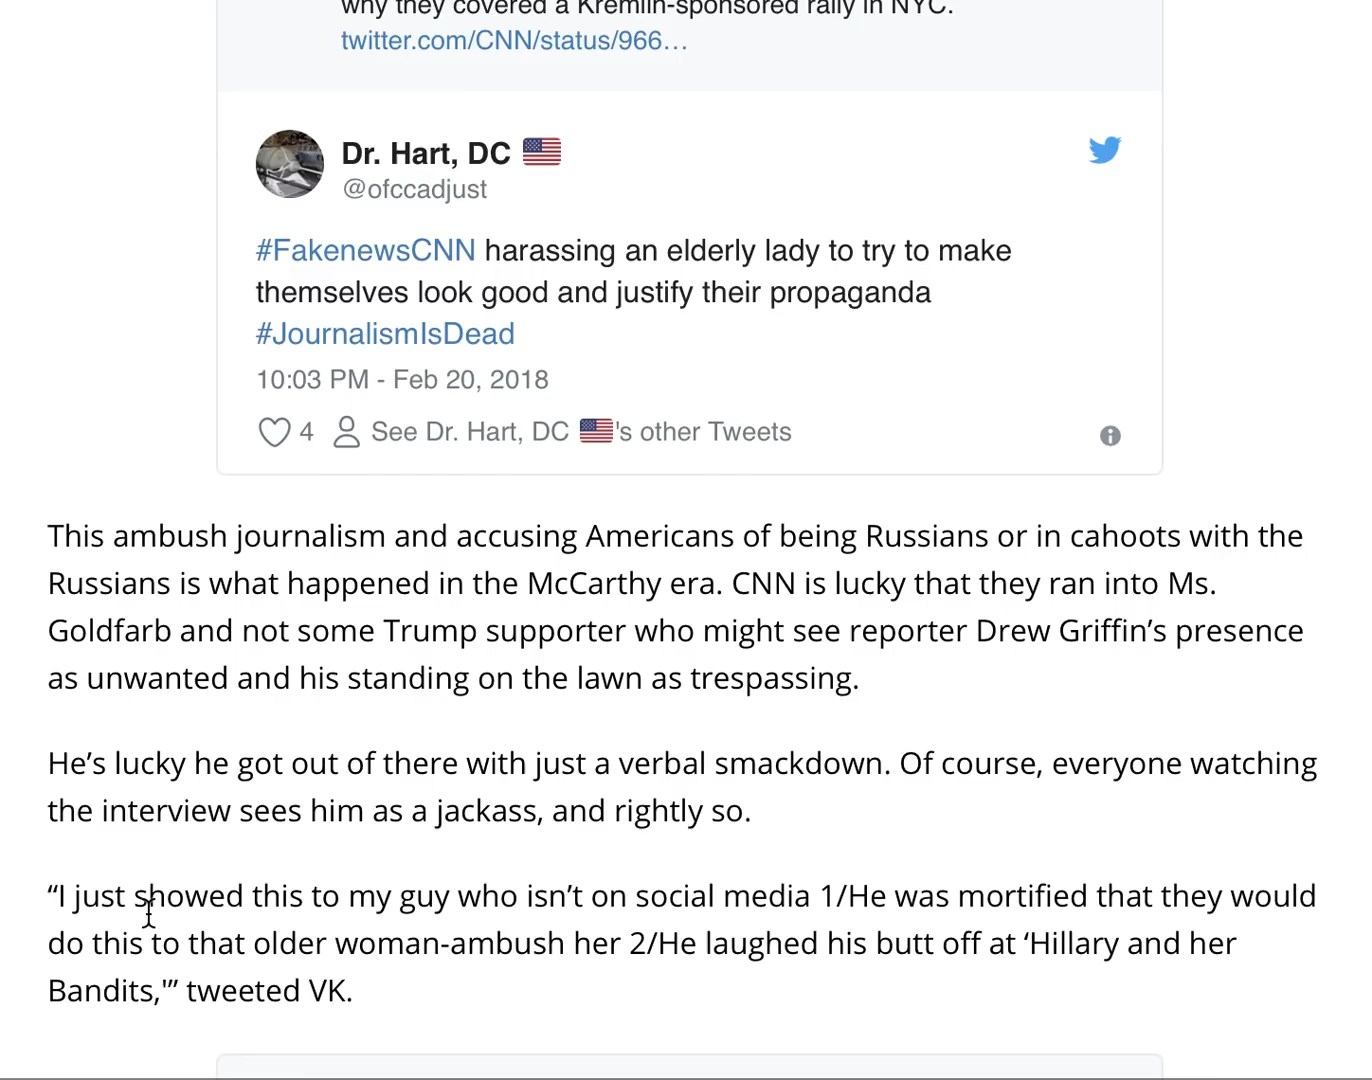 why they covered a Kremlin-sponsored rally in NYC.
twitter.com/CNN/status/966…
Dr. Hart, DC 🇺🇸
@ofccadjust
#FakenewsCNN harassing an elderly lady to try to make
themselves look good and justify their propaganda
#JournalismIsDead
10:03 PM - Feb 20, 2018
4 See Dr. Hart, DC 🇺🇸's other Tweets
This ambush journalism and accusing Americans of being Russians or in cahoots with the
Russians is what happened in the McCarthy era. CNN is lucky that they ran into Ms.
Goldfarb and not some Trump supporter who might see reporter Drew Griffin’s presence
as unwanted and his standing on the lawn as trespassing.
He’s lucky he got out of there with just a verbal smackdown. Of course, everyone watching
the interview sees him as a jackass, and rightly so.
“I just showed this to my guy who isn’t on social media 1/He was mortified that they would
do this to that older woman-ambush her 2/He laughed his butt off at ‘Hillary and her
Bandits,'” tweeted VK.